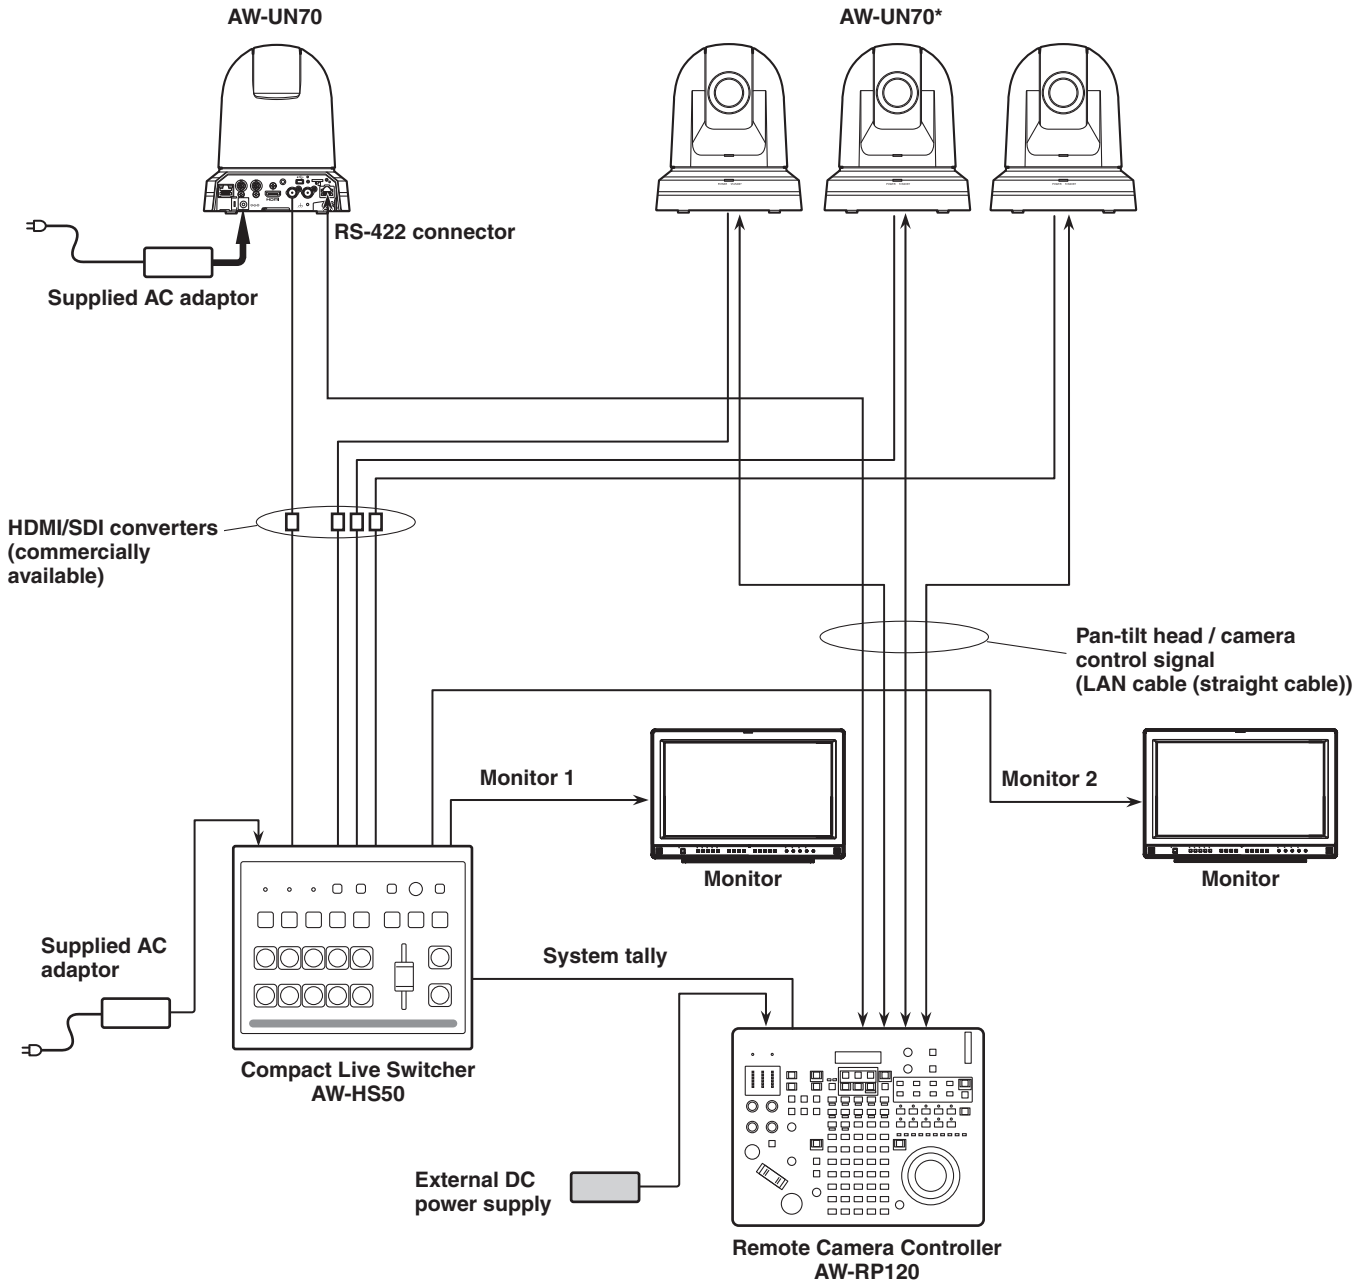 AW-UN70
AW-UN70*
RS-422 connector
Supplied AC adaptor
HDMI/SDI converters
(commercially
available)
Pan-tilt head / camera
control signal
(LAN cable (straight cable))
Monitor 1
Monitor 2
Monitor
Monitor
Supplied AC
adaptor
System tally
Compact Live Switcher
AW-HS50
External DC
power supply
Remote Camera Controller
AW-RP120